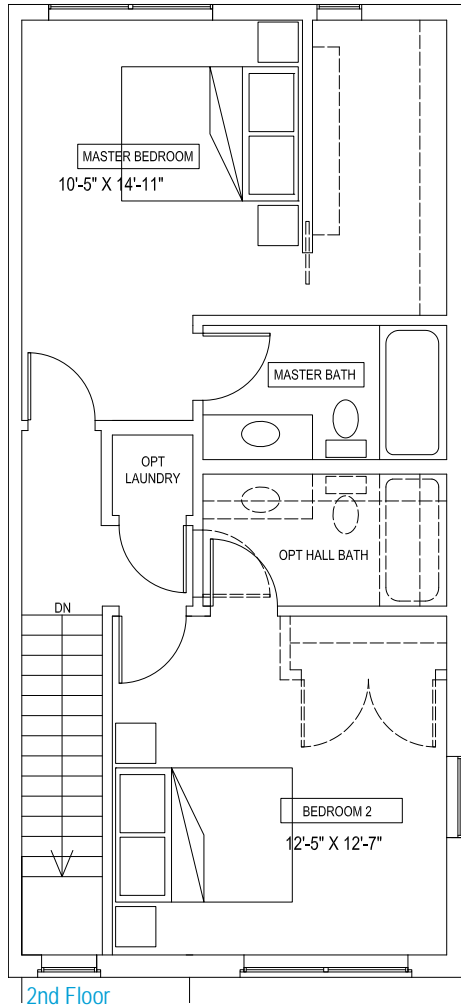 MASTER BEDROOM
10'-5" X 14'-11"
MASTER BATH
OPT
LAUNDRY
OPT HALL BATH
DN
BEDROOM 2
12'-5" X 12'-7"
2nd Floor